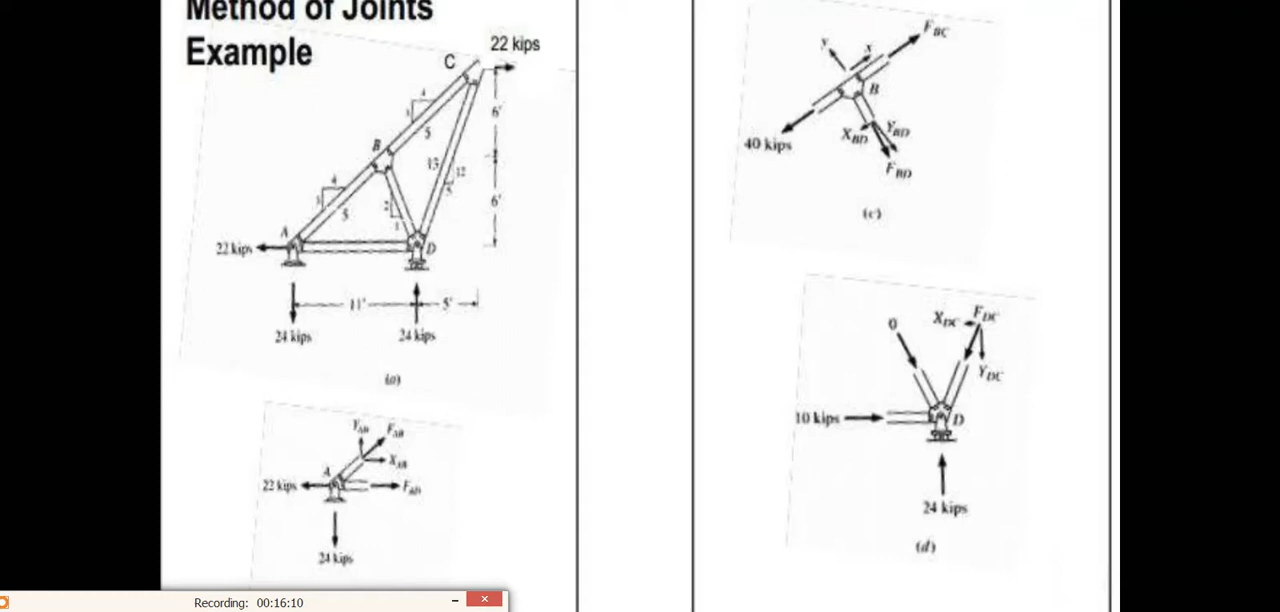 Method of Joints
Example
22 kips
C
4
3
5
6'
B
13
12
5
4
3
5
2
1
6'
A
22 kips
D
11'
5'
24 kips
24 kips
(a)
Y_AB
F_AB
X_AB
A
22 kips
F_AD
24 kips
Recording: 00:16:10
F_BC
Y
x
B
40 kips
X_BD
Y_BD
F_BD
(c)
0
X_DC
F_DC
Y_DC
10 kips
D
24 kips
(d)